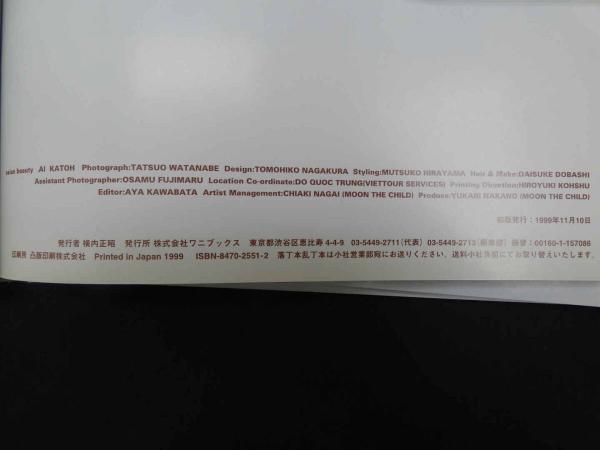 asian beauty AI KATOH Photograph:TATSUO WATANABE Design:TOMOHIKO NAGAKURA Styling:MUTSUKO HIRAYAMA Hair & Make:DAISUKE DOBASHI
Assistant Photographer:OSAMU FUJIMARU Location Co-ordinate:DO QUOC TRUNG(VIETTOUR SERVICES) Printing Direction:HIROYUKI KOHSHU
Editor:AYA KAWABATA Artist Management:CHIAKI NAGAI (MOON THE CHILD) Produce:YUKARI NAKANO (MOON THE CHILD)
初版発行：1999年11月10日
発行者 横内正昭 発行所 株式会社ワニブックス 東京都渋谷区恵比寿4-4-9 03-5449-2711(代表) 03-5449-2713(編集部) 振替：00160-1-157086
印刷所 凸版印刷株式会社 Printed in Japan 1999 ISBN-8470-2551-2 落丁本乱丁本は小社営業部宛にお送りください。送料小社負担にてお取り替えいたします。